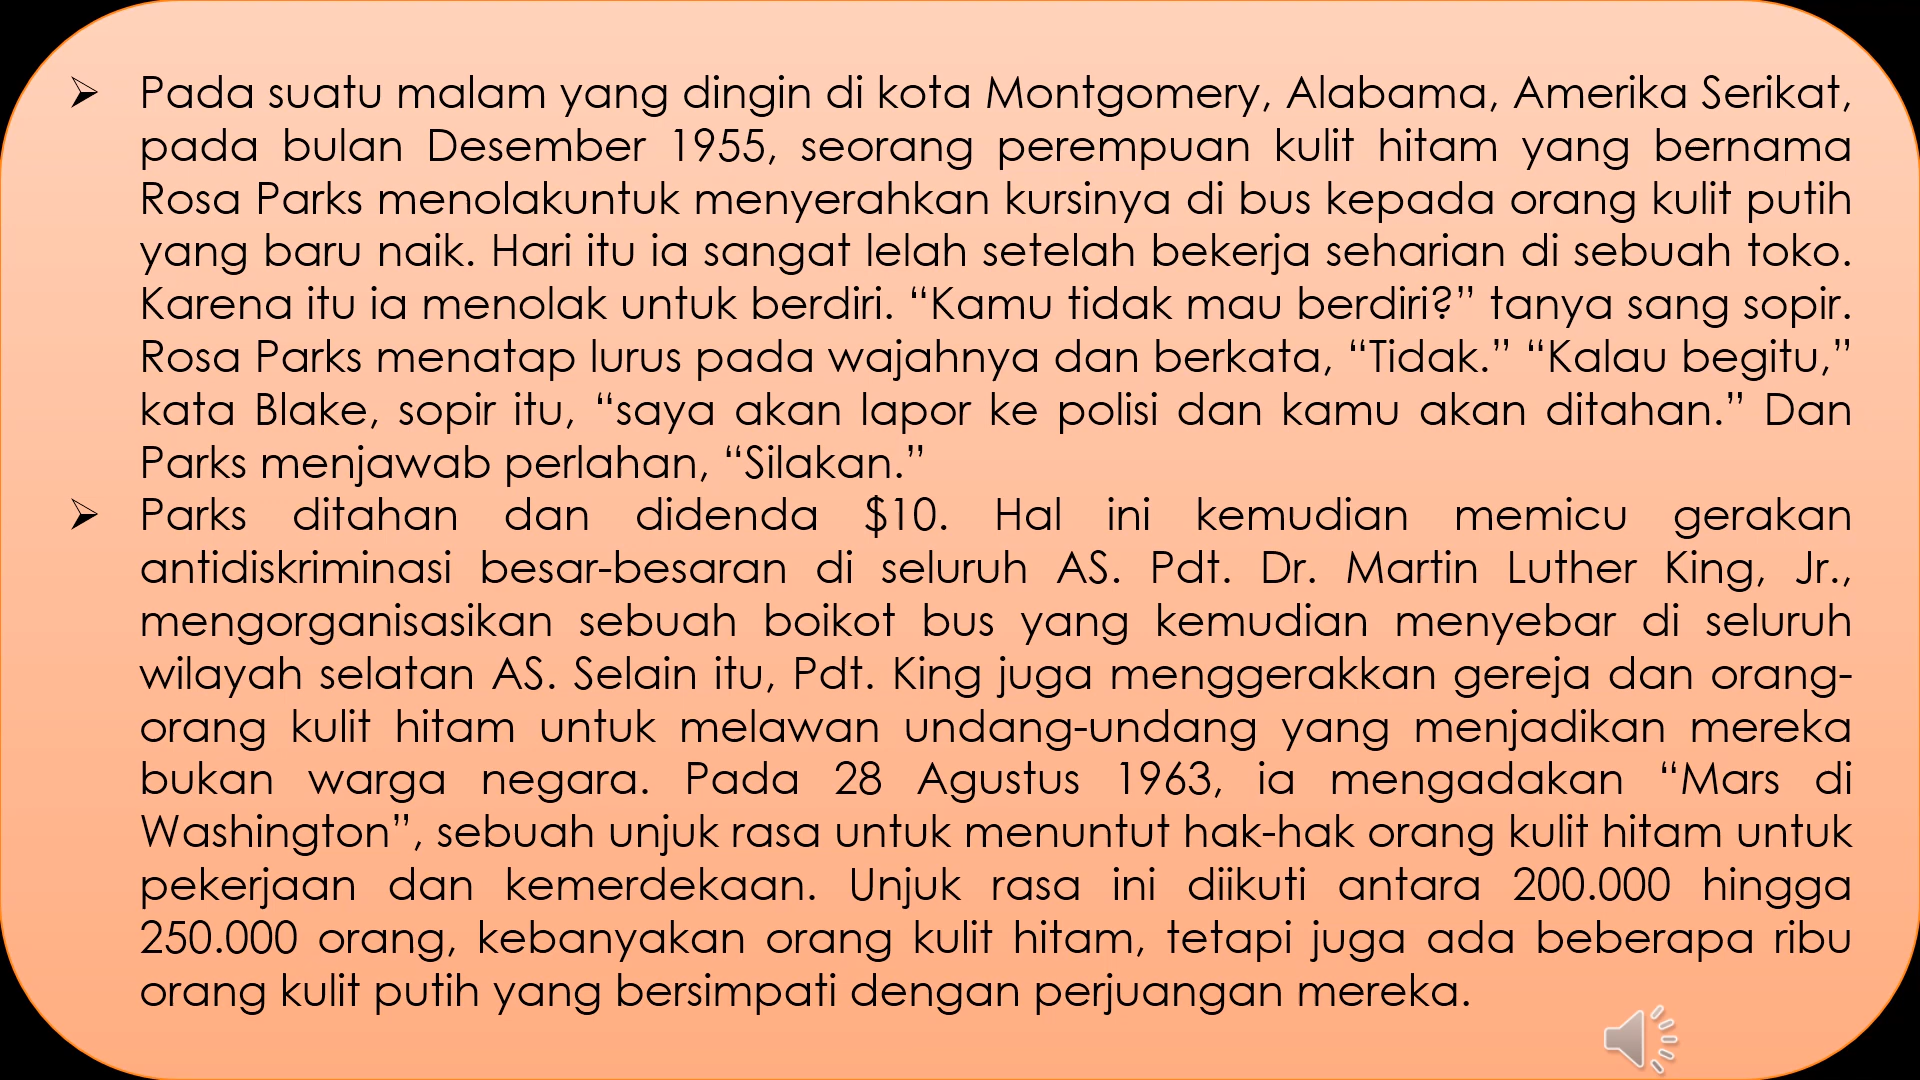 ➢ Pada suatu malam yang dingin di kota Montgomery, Alabama, Amerika Serikat,
pada bulan Desember 1955, seorang perempuan kulit hitam yang bernama
Rosa Parks menolakuntuk menyerahkan kursinya di bus kepada orang kulit putih
yang baru naik. Hari itu ia sangat lelah setelah bekerja seharian di sebuah toko.
Karena itu ia menolak untuk berdiri. “Kamu tidak mau berdiri?” tanya sang sopir.
Rosa Parks menatap lurus pada wajahnya dan berkata, “Tidak.” “Kalau begitu,”
kata Blake, sopir itu, “saya akan lapor ke polisi dan kamu akan ditahan.” Dan
Parks menjawab perlahan, “Silakan.”
➢ Parks ditahan dan didenda $10. Hal ini kemudian memicu gerakan
antidiskriminasi besar-besaran di seluruh AS. Pdt. Dr. Martin Luther King, Jr.,
mengorganisasikan sebuah boikot bus yang kemudian menyebar di seluruh
wilayah selatan AS. Selain itu, Pdt. King juga menggerakkan gereja dan orang-
orang kulit hitam untuk melawan undang-undang yang menjadikan mereka
bukan warga negara. Pada 28 Agustus 1963, ia mengadakan “Mars di
Washington”, sebuah unjuk rasa untuk menuntut hak-hak orang kulit hitam untuk
pekerjaan dan kemerdekaan. Unjuk rasa ini diikuti antara 200.000 hingga
250.000 orang, kebanyakan orang kulit hitam, tetapi juga ada beberapa ribu
orang kulit putih yang bersimpati dengan perjuangan mereka.